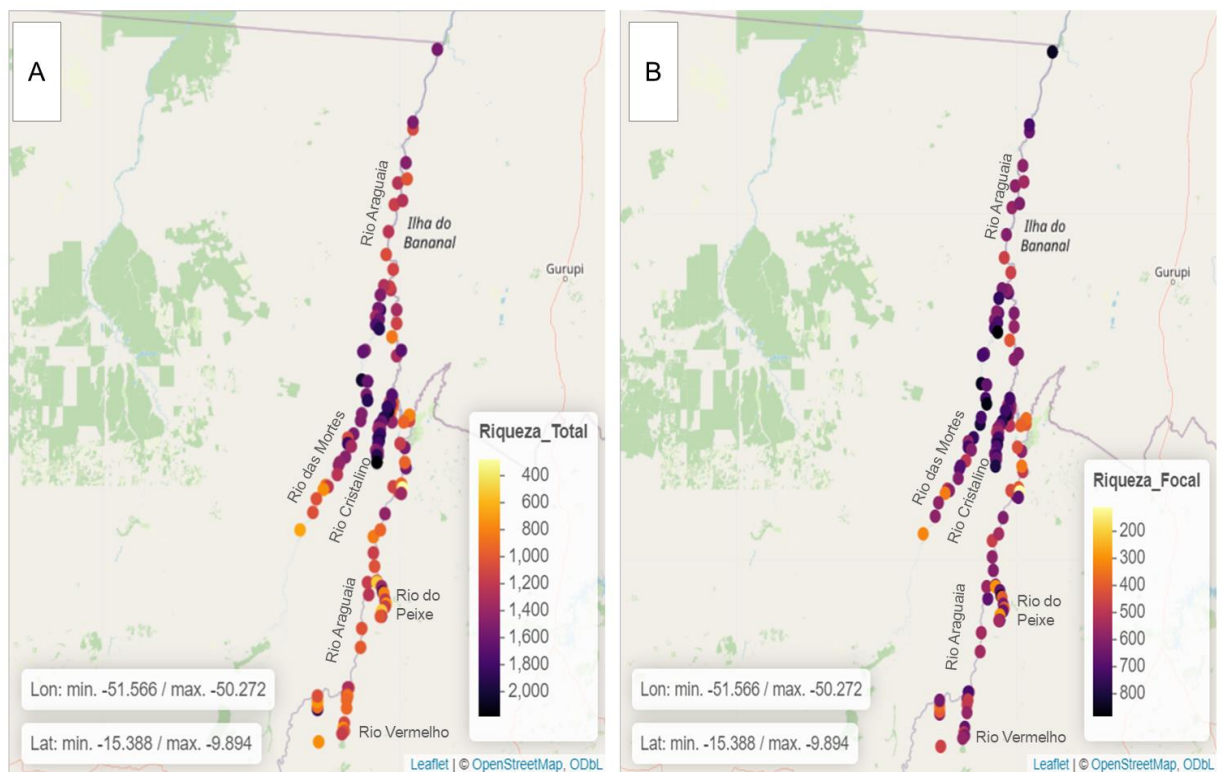 A
Rio Araguaia
Ilha do
Bananal
Gurupi
Rio das Mortes
Rio Cristalino
Riqueza_Total
400
600
800
1,000
1,200
1,400
1,600
1,800
2,000
Rio Araguaia
Rio do
Peixe
Lon: min. -51.566 / max. -50.272
Lat: min. -15.388 / max. -9.894
Rio Vermelho
Leaflet | © OpenStreetMap, ODbL
B
Rio Araguaia
Ilha do
Bananal
Gurupi
Rio das Mortes
Rio Cristalino
Riqueza_Focal
200
300
400
500
600
700
800
Rio Araguaia
Rio do
Peixe
Lon: min. -51.566 / max. -50.272
Lat: min. -15.388 / max. -9.894
Rio Vermelho
Leaflet | © OpenStreetMap, ODbL